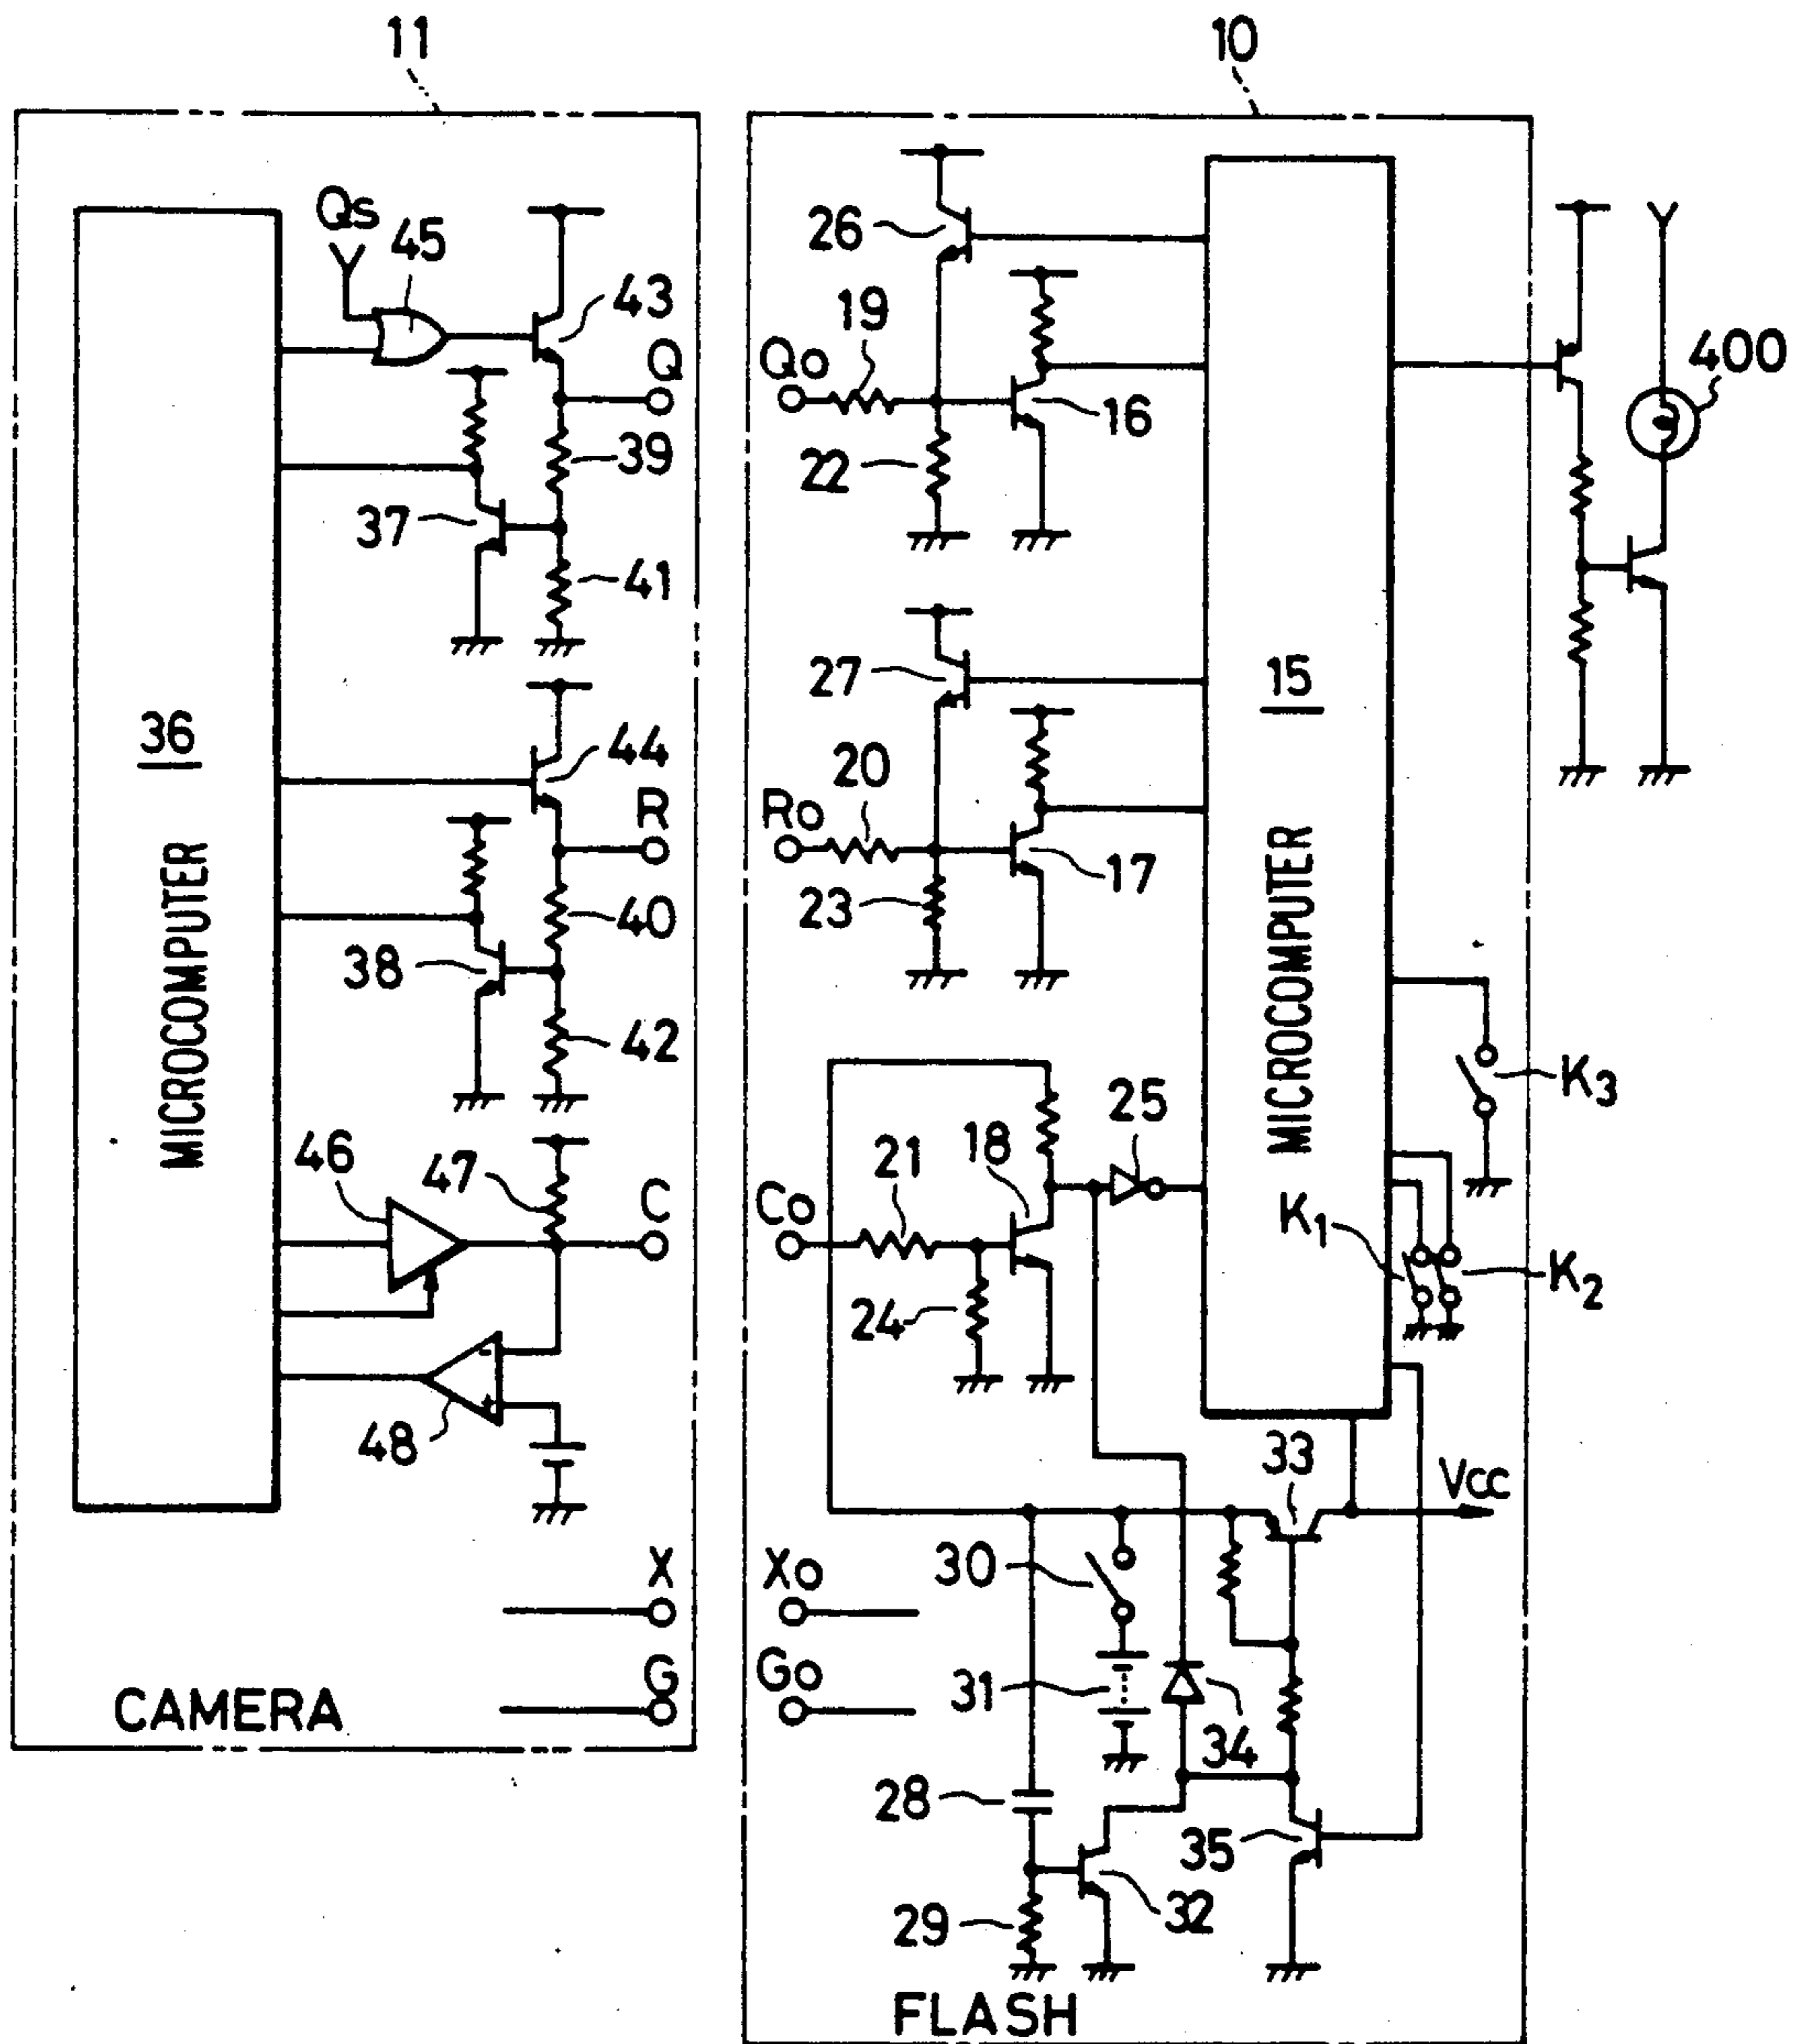 11
10
Qs
45
43
Q
39
37
41
36
MICROCOMPUTER
44
R
40
38
42
46
47
C
48
X
G
CAMERA
26
19
Qo
16
22
400
27
15
MICROCOMPUTER
20
Ro
17
23
K3
25
18
21
Co
K1
K2
24
33
Vcc
30
Xo
31
Go
34
28
35
32
29
FLASH
-
+